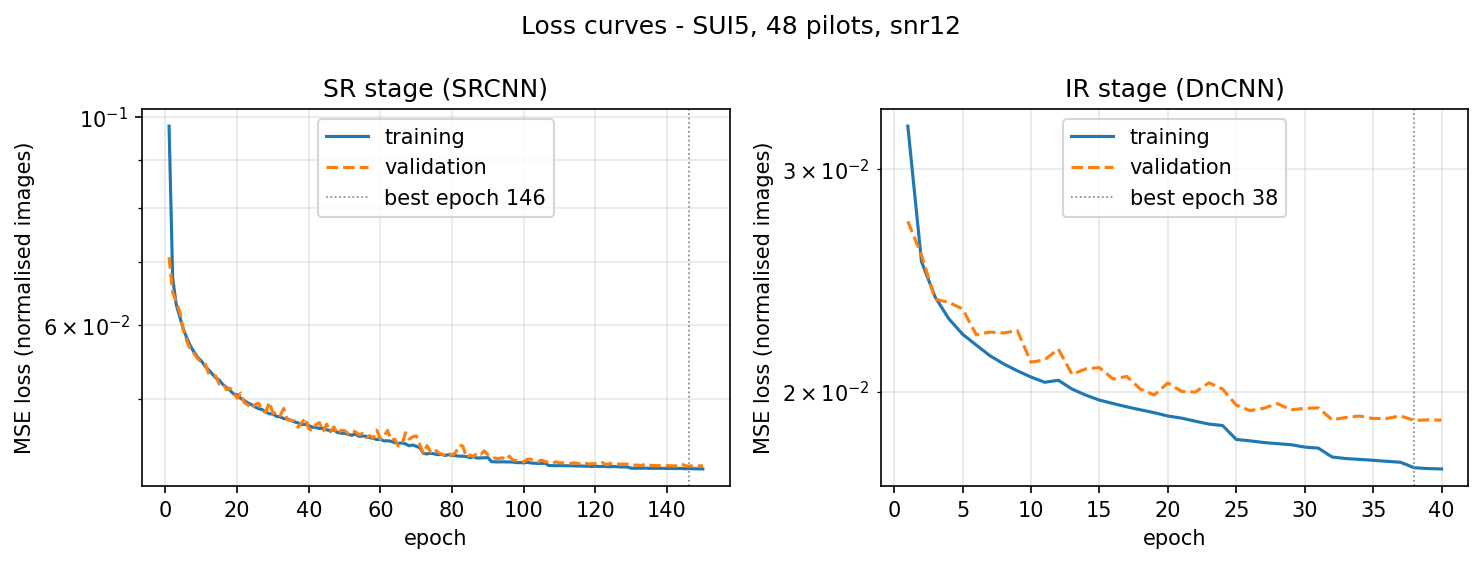 Loss curves - SUI5, 48 pilots, snr12
SR stage (SRCNN)
MSE loss (normalised images)
10⁻¹
6 × 10⁻²
training
validation
best epoch 146
0 20 40 60 80 100 120 140
epoch
IR stage (DnCNN)
MSE loss (normalised images)
3 × 10⁻²
2 × 10⁻²
training
validation
best epoch 38
0 5 10 15 20 25 30 35 40
epoch